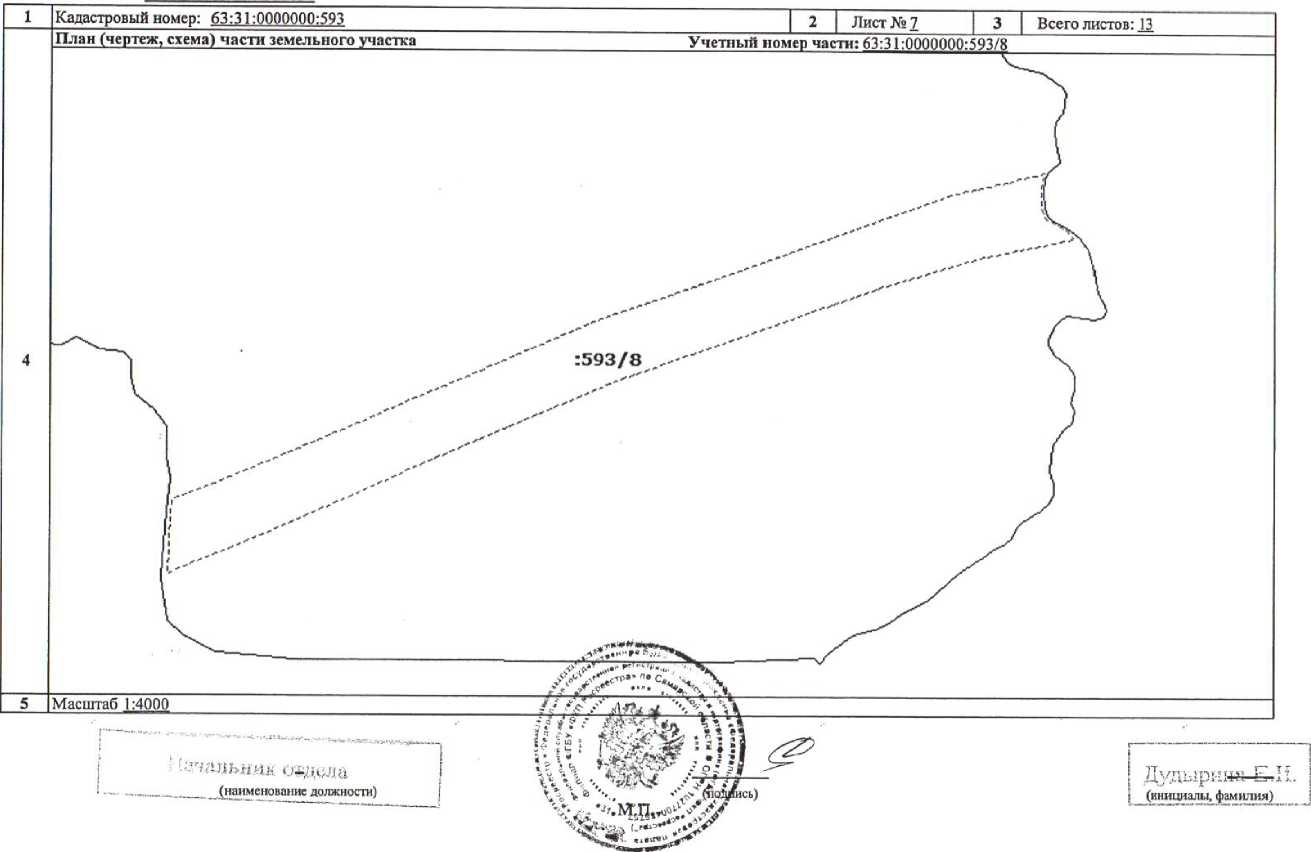 1 Кадастровый номер: 63:31:0000000:593 2 Лист № 7 3 Всего листов: 13
План (чертеж, схема) части земельного участка Учетный номер части: 63:31:0000000:593/8
4
:593/8
5 Масштаб 1:4000
Начальник отдела
(наименование должности)
М.П.
(подпись)
Дудырина Е.Н.
(инициалы, фамилия)